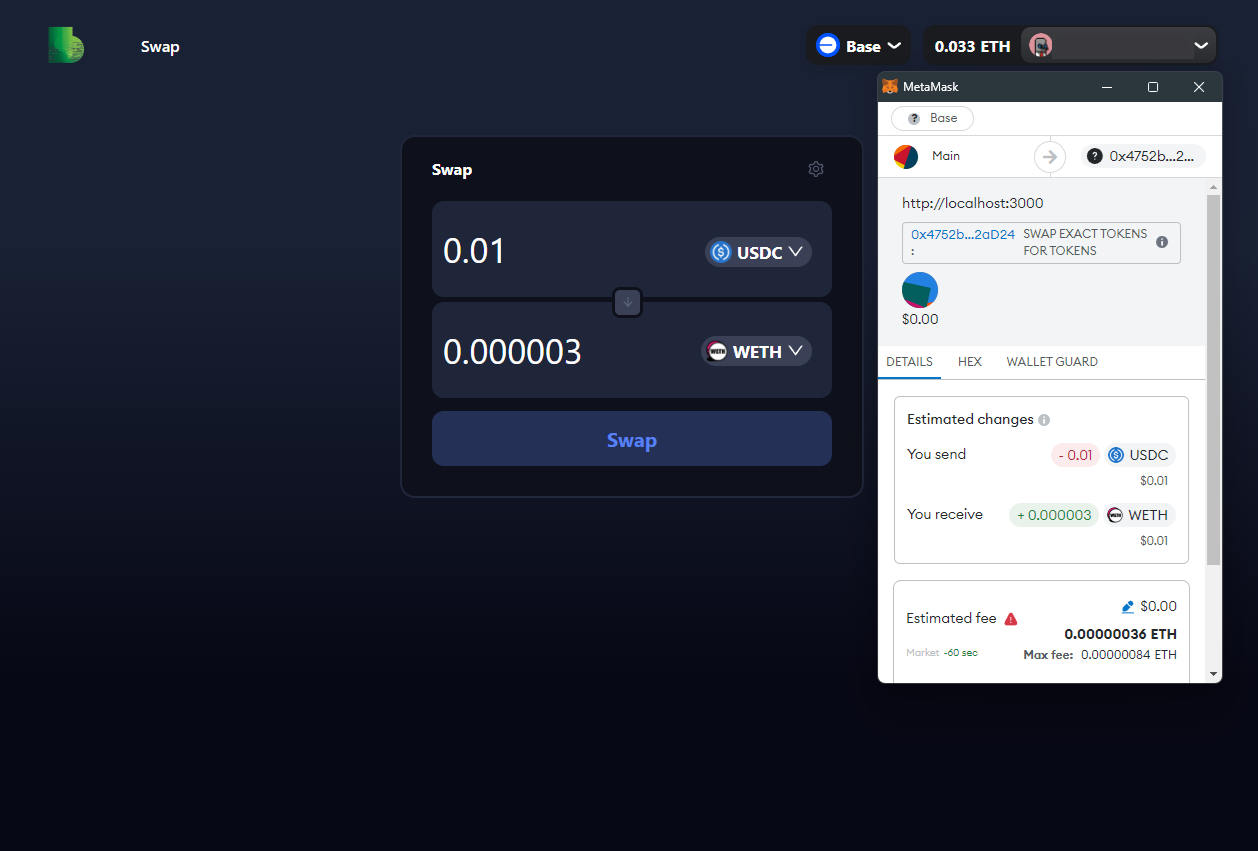 Swap
Base
0.033 ETH
MetaMask
Base
Main
0x4752b...2...
http://localhost:3000
0x4752b...2aD24
:
SWAP EXACT TOKENS
FOR TOKENS
$0.00
DETAILS HEX WALLET GUARD
Estimated changes
You send
- 0.01
USDC
$0.01
You receive
+ 0.000003
WETH
$0.01
Estimated fee
$0.00
0.00000036 ETH
Market ~60 sec
Max fee: 0.00000084 ETH
Swap
0.01
USDC
0.000003
WETH
Swap